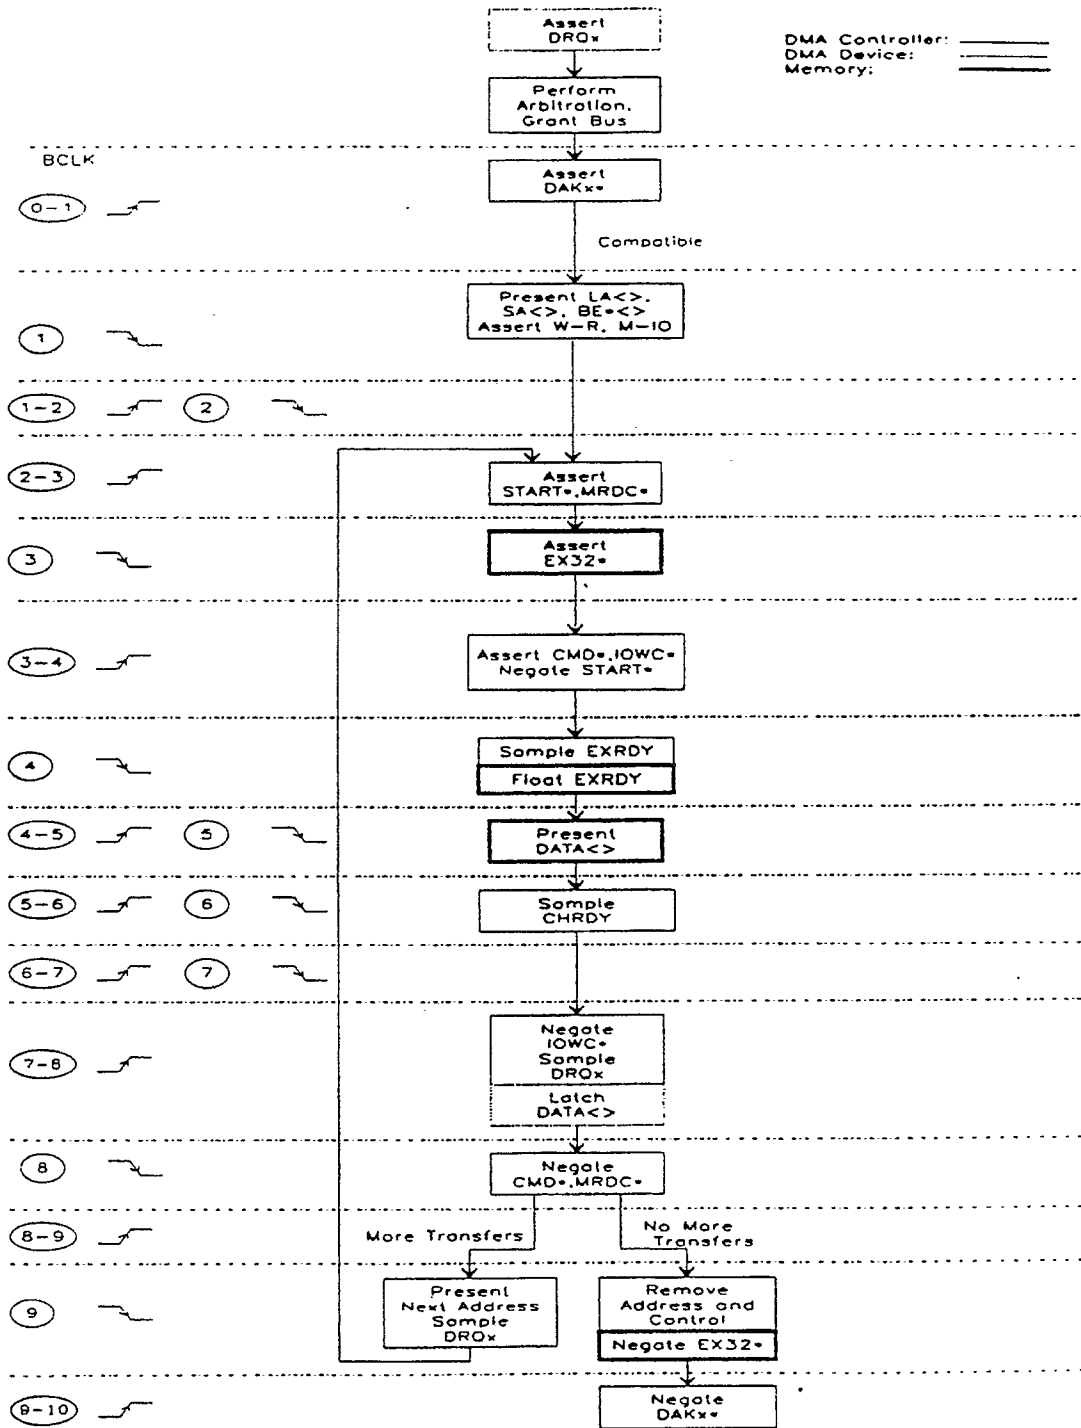 Assert
DRQx
DMA Controller:
DMA Device:
Memory:
Perform
Arbitration,
Grant Bus
BCLK
Assert
DAKx*
0-1
Compatible
Present LA<>,
SA<>, BE*<>
Assert W-R, M-IO
1
1-2
2
2-3
Assert
START*,MRDC*
3
Assert
EX32*
3-4
Assert CMD*,IOWC*
Negate START*
4
Sample EXRDY
Float EXRDY
4-5
5
Present
DATA<>
5-6
6
Sample
CHRDY
6-7
7
7-8
Negate
IOWC*
Sample
DRQx
Latch
DATA<>
8
Negate
CMD*,MRDC*
8-9
More Transfers
No More
Transfers
9
Present
Next Address
Sample
DRQx
Remove
Address and
Control
Negate EX32*
9-10
Negate
DAKx*